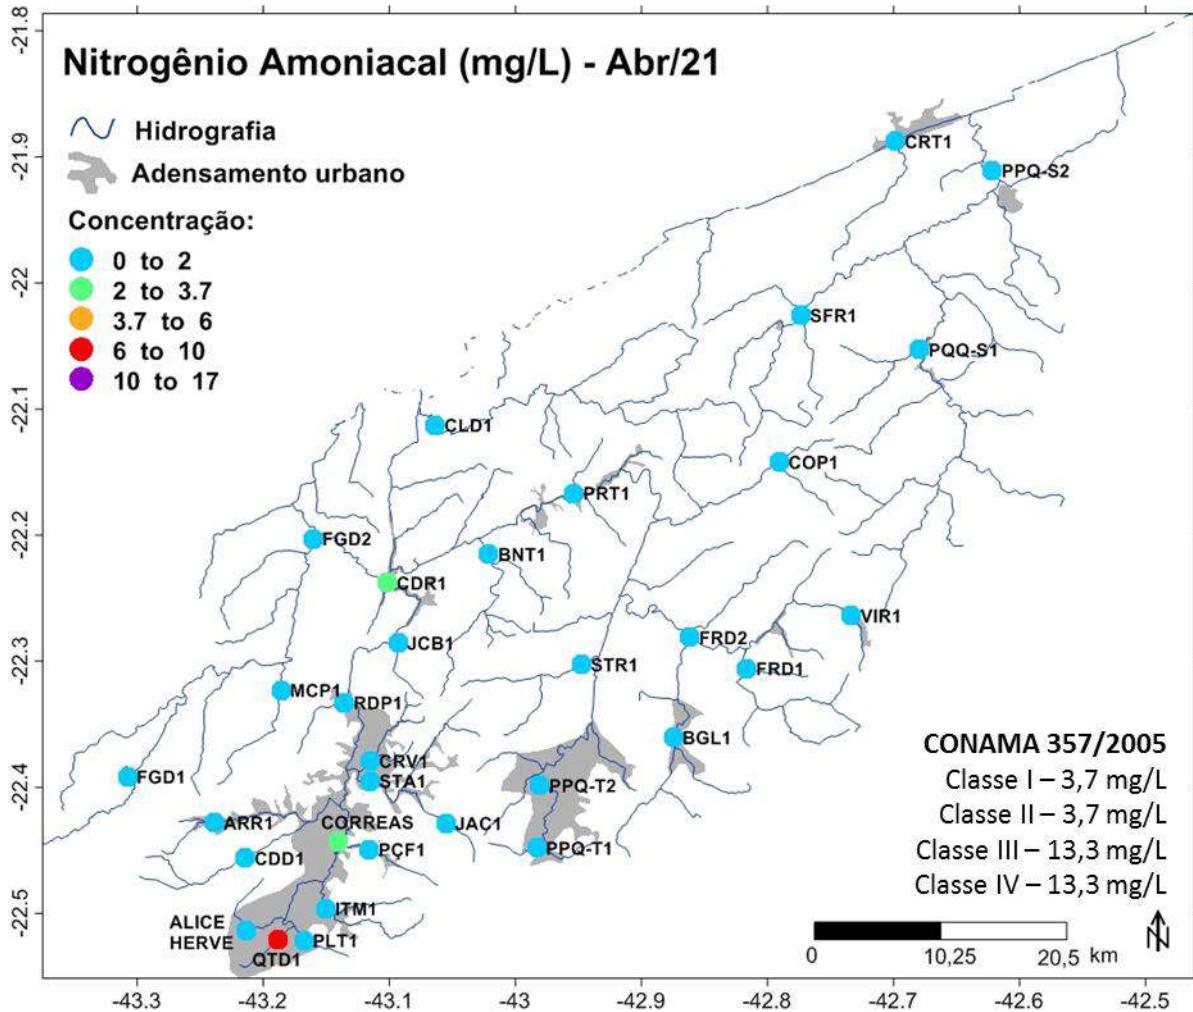 Nitrogênio Amoniacal (mg/L) - Abr/21
Hidrografia
Adensamento urbano
Concentração:
0 to 2
2 to 3.7
3.7 to 6
6 to 10
10 to 17
-21.8
-21.9
-22
-22.1
-22.2
-22.3
-22.4
-22.5
CRT1
PPQ-S2
SFR1
PQQ-S1
CLD1
COP1
PRT1
FGD2
BNT1
CDR1
VIR1
FRD2
JCB1
STR1
FRD1
MCP1
RDP1
BGL1
CRV1
FGD1
STA1
PPQ-T2
ARR1
CORREAS
JAC1
CDD1
PÇF1
PPQ-T1
ITM1
ALICE
HERVE
PLT1
QTD1
CONAMA 357/2005
Classe I – 3,7 mg/L
Classe II – 3,7 mg/L
Classe III – 13,3 mg/L
Classe IV – 13,3 mg/L
0 10,25 20,5 km
N
-43.3 -43.2 -43.1 -43 -42.9 -42.8 -42.7 -42.6 -42.5